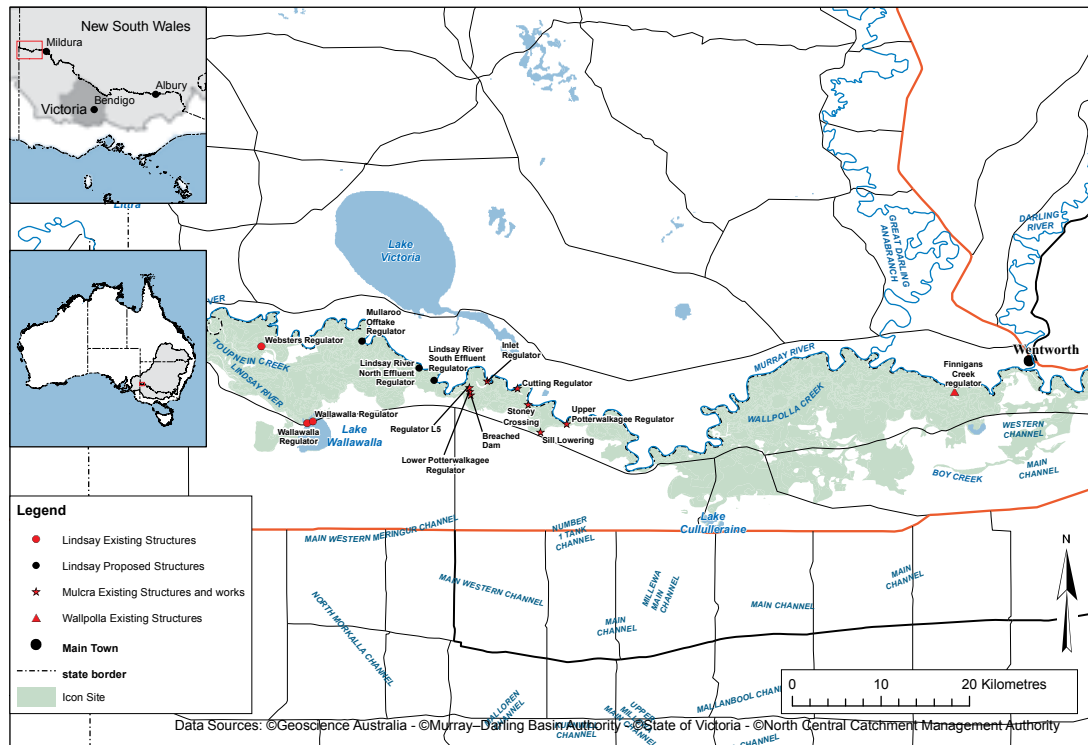 New South Wales
Mildura
Albury
Bendigo
Victoria
Lake
Victoria
GREAT DARLING
ANABRANCH
DARLING
RIVER
Mullaroo
Offtake
Regulator
Websters Regulator
TOUPNEIN CREEK
LINDSAY RIVER
Lindsay River
North Effluent
Regulator
Lindsay River
South Effluent
Regulator
Inlet
Regulator
Cutting Regulator
MURRAY RIVER
Wentworth
Finnigans
Creek
regulator
WALLPOLLA CREEK
Wallawalla Regulator
Wallawalla
Regulator
Lake
Wallawalla
Regulator L5
Breached
Dam
Lower Potterwalkagee
Regulator
Stoney
Crossing
Sill Lowering
Upper
Potterwalkagee Regulator
WESTERN
CHANNEL
MAIN
CHANNEL
BOY CREEK
Lake
Cullulleraine
MAIN WESTERN MERINGUR CHANNEL
NUMBER
1 TANK
CHANNEL
MAIN WESTERN CHANNEL
MILLEWA
MAIN
CHANNEL
MAIN
CHANNEL
MAIN CHANNEL
MAIN
CHANNEL
NORTH MORKALLA CHANNEL
Legend
Lindsay Existing Structures
Lindsay Proposed Structures
Mulcra Existing Structures and works
Wallpolla Existing Structures
Main Town
state border
Icon Site
N
0 10 20 Kilometres
Data Sources: ©Geoscience Australia - ©Murray–Darling Basin Authority - ©State of Victoria - ©North Central Catchment Management Authority